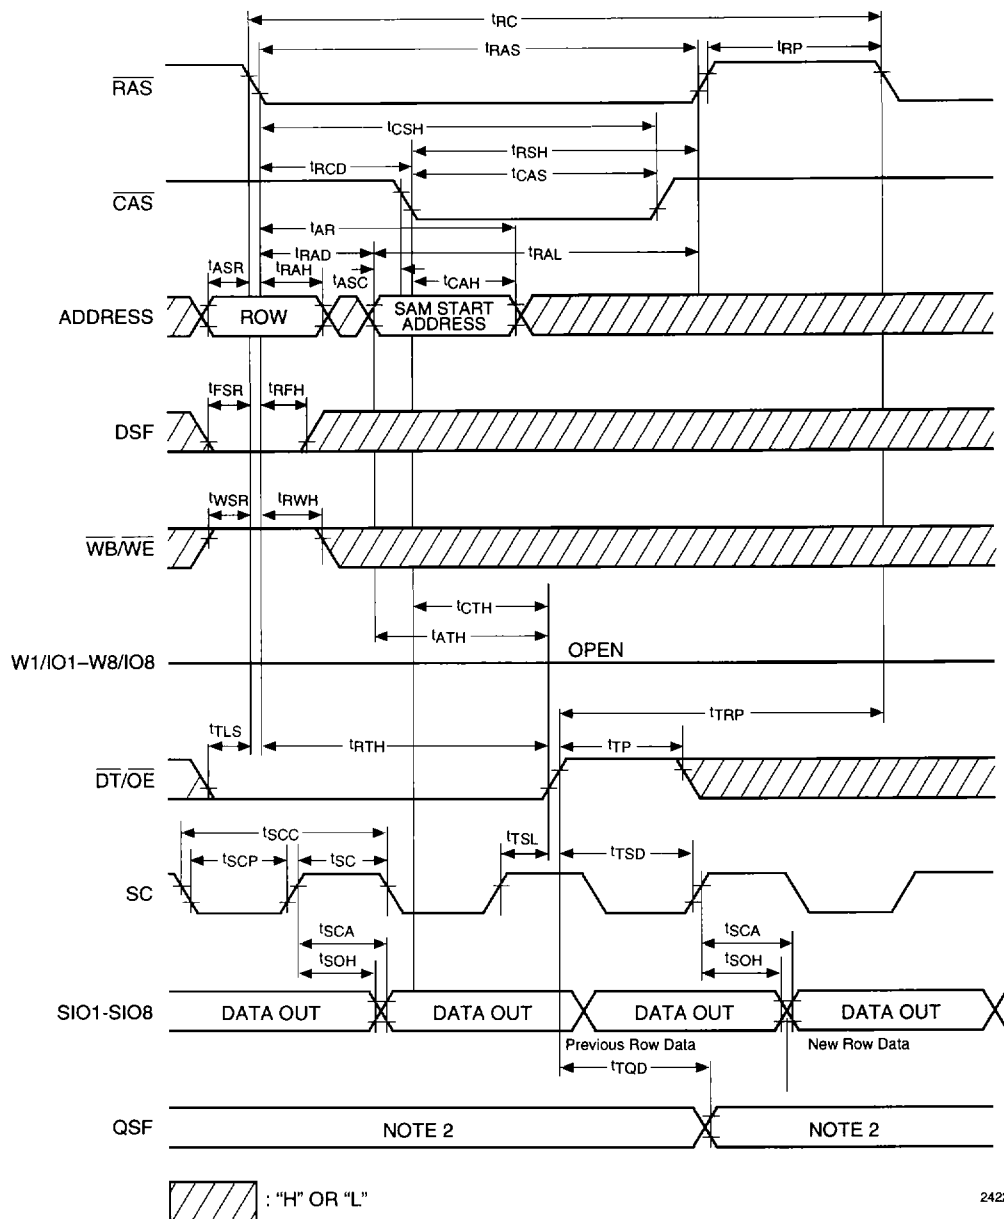 tRC
tRAS
tRP
RAS
tCSH
tRSH
tRCD
tCAS
CAS
tAR
tRAD
tRAL
tASR
tRAH
tASC
tCAH
ADDRESS
ROW
SAM START
ADDRESS
tFSR
tRFH
DSF
tWSR
tRWH
WB/WE
tCTH
tATH
OPEN
W1/IO1–W8/IO8
tTRP
tTLS
tRTH
tTP
DT/OE
tSCC
tTSL
tSCP
tSC
tTSD
SC
tSCA
tSCA
tSOH
tSOH
SIO1-SIO8
DATA OUT
DATA OUT
DATA OUT
DATA OUT
Previous Row Data
New Row Data
tTQD
QSF
NOTE 2
NOTE 2
: "H" OR "L"
2422